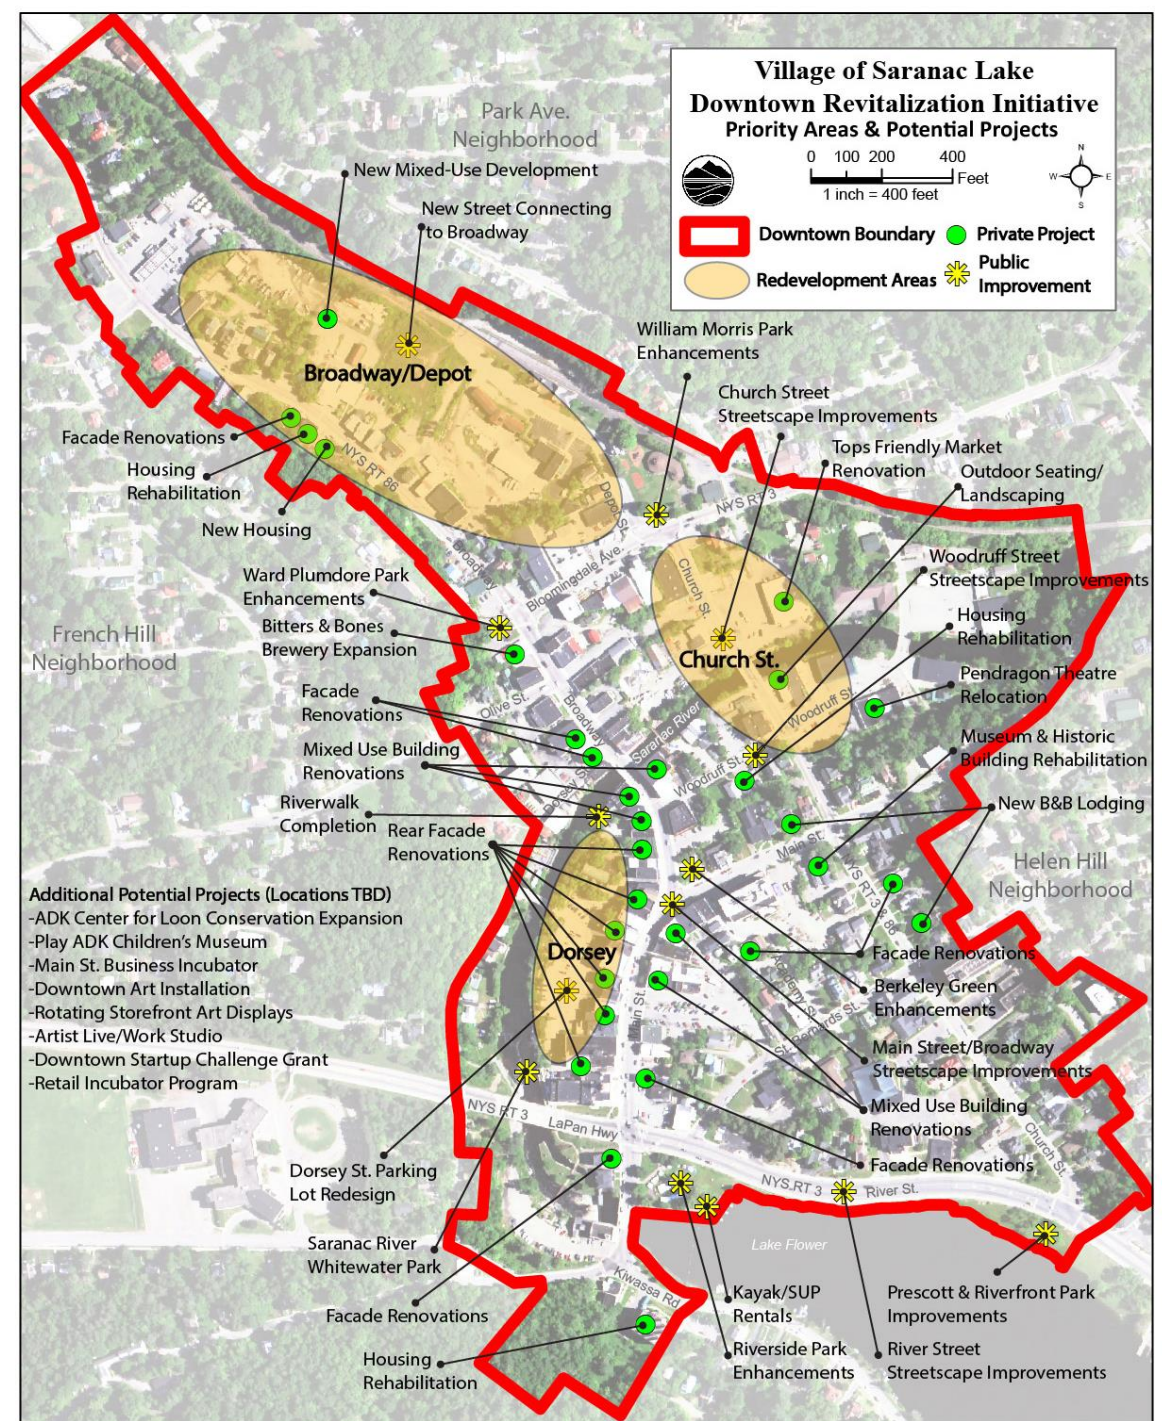 Village of Saranac Lake
Downtown Revitalization Initiative
Priority Areas & Potential Projects
0 100 200 400
Feet
1 inch = 400 feet
N
W E
S
Downtown Boundary
Private Project
Redevelopment Areas
Public
Improvement
Park Ave.
Neighborhood
New Mixed-Use Development
New Street Connecting
to Broadway
Broadway/Depot
William Morris Park
Enhancements
Church Street
Streetscape Improvements
Tops Friendly Market
Renovation
Outdoor Seating/
Landscaping
Facade Renovations
Housing
Rehabilitation
New Housing
NYS RT 86
Depot St.
NYS RT 3
Broadway
Bloomingdale Ave.
Church St.
Woodruff Street
Streetscape Improvements
Ward Plumdore Park
Enhancements
Bitters & Bones
Brewery Expansion
French Hill
Neighborhood
Housing
Rehabilitation
Church St.
Pendragon Theatre
Relocation
Facade
Renovations
Olive St.
Broadway
Saranac River
Woodruff St.
Museum & Historic
Building Rehabilitation
Mixed Use Building
Renovations
Dorsey St.
Woodruff St.
New B&B Lodging
Riverwalk
Completion
Rear Facade
Renovations
Main St.
NYS RT 3 & 86
Helen Hill
Neighborhood
Additional Potential Projects (Locations TBD)
-ADK Center for Loon Conservation Expansion
-Play ADK Children's Museum
-Main St. Business Incubator
-Downtown Art Installation
-Rotating Storefront Art Displays
-Artist Live/Work Studio
-Downtown Startup Challenge Grant
-Retail Incubator Program
Dorsey
Facade Renovations
Academy St.
Berkeley Green
Enhancements
Main St.
St. Bernards St.
Main Street/Broadway
Streetscape Improvements
Mixed Use Building
Renovations
NYS RT 3
LaPan Hwy
Church St.
Facade Renovations
Dorsey St. Parking
Lot Redesign
NYS RT 3
River St.
Saranac River
Whitewater Park
Lake Flower
Kiwassa Rd
Facade Renovations
Kayak/SUP
Rentals
Prescott & Riverfront Park
Improvements
Housing
Rehabilitation
Riverside Park
Enhancements
River Street
Streetscape Improvements